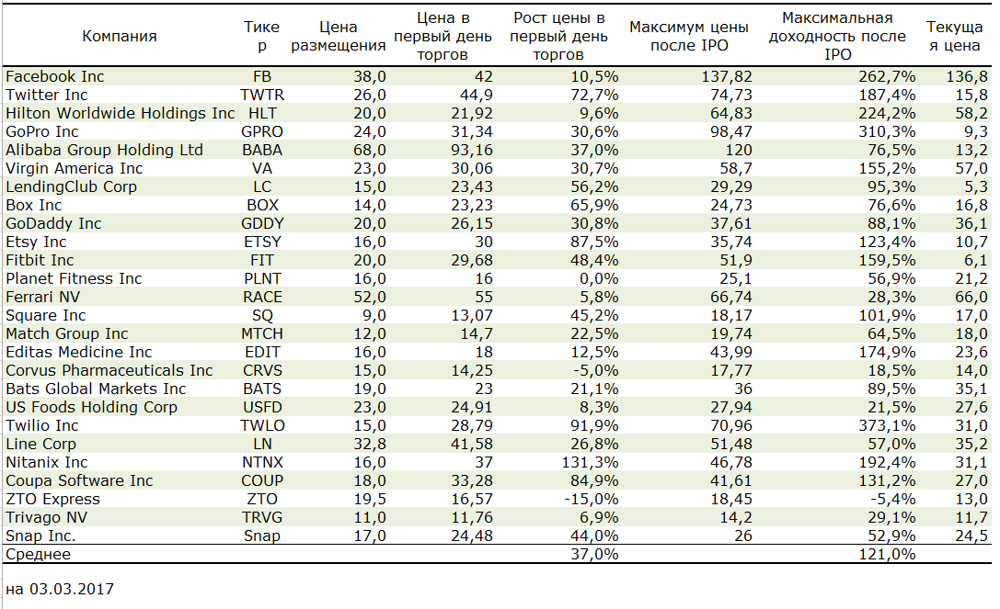 Компания Тикер Цена размещения Цена в первый день торгов Рост цены в первый день торгов Максимум цены после IPO Максимальная доходность после IPO Текущая цена
Facebook Inc FB 38,0 42 10,5% 137,82 262,7% 136,8
Twitter Inc TWTR 26,0 44,9 72,7% 74,73 187,4% 15,8
Hilton Worldwide Holdings Inc HLT 20,0 21,92 9,6% 64,83 224,2% 58,2
GoPro Inc GPRO 24,0 31,34 30,6% 98,47 310,3% 9,3
Alibaba Group Holding Ltd BABA 68,0 93,16 37,0% 120 76,5% 13,2
Virgin America Inc VA 23,0 30,06 30,7% 58,7 155,2% 57,0
LendingClub Corp LC 15,0 23,43 56,2% 29,29 95,3% 5,3
Box Inc BOX 14,0 23,23 65,9% 24,73 76,6% 16,8
GoDaddy Inc GDDY 20,0 26,15 30,8% 37,61 88,1% 36,1
Etsy Inc ETSY 16,0 30 87,5% 35,74 123,4% 10,7
Fitbit Inc FIT 20,0 29,68 48,4% 51,9 159,5% 6,1
Planet Fitness Inc PLNT 16,0 16 0,0% 25,1 56,9% 21,2
Ferrari NV RACE 52,0 55 5,8% 66,74 28,3% 66,0
Square Inc SQ 9,0 13,07 45,2% 18,17 101,9% 17,0
Match Group Inc MTCH 12,0 14,7 22,5% 19,74 64,5% 18,0
Editas Medicine Inc EDIT 16,0 18 12,5% 43,99 174,9% 23,6
Corvus Pharmaceuticals Inc CRVS 15,0 14,25 -5,0% 17,77 18,5% 14,0
Bats Global Markets Inc BATS 19,0 23 21,1% 36 89,5% 35,1
US Foods Holding Corp USFD 23,0 24,91 8,3% 27,94 21,5% 27,6
Twilio Inc TWLO 15,0 28,79 91,9% 70,96 373,1% 31,0
Line Corp LN 32,8 41,58 26,8% 51,48 57,0% 35,2
Nitanix Inc NTNX 16,0 37 131,3% 46,78 192,4% 31,1
Coupa Software Inc COUP 18,0 33,28 84,9% 41,61 131,2% 27,0
ZTO Express ZTO 19,5 16,57 -15,0% 18,45 -5,4% 13,0
Trivago NV TRVG 11,0 11,76 6,9% 14,2 29,1% 11,7
Snap Inc. Snap 17,0 24,48 44,0% 26 52,9% 24,5
Среднее 37,0% 121,0%
на 03.03.2017